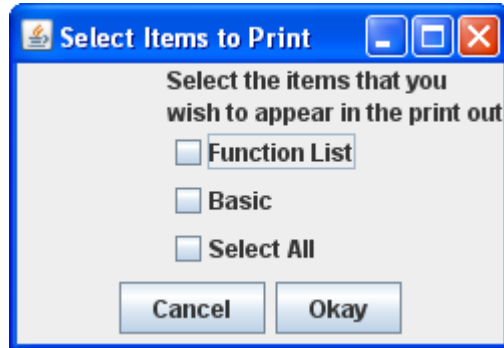 Select Items to Print
Select the items that you
wish to appear in the print out
Function List
Basic
Select All
Cancel Okay